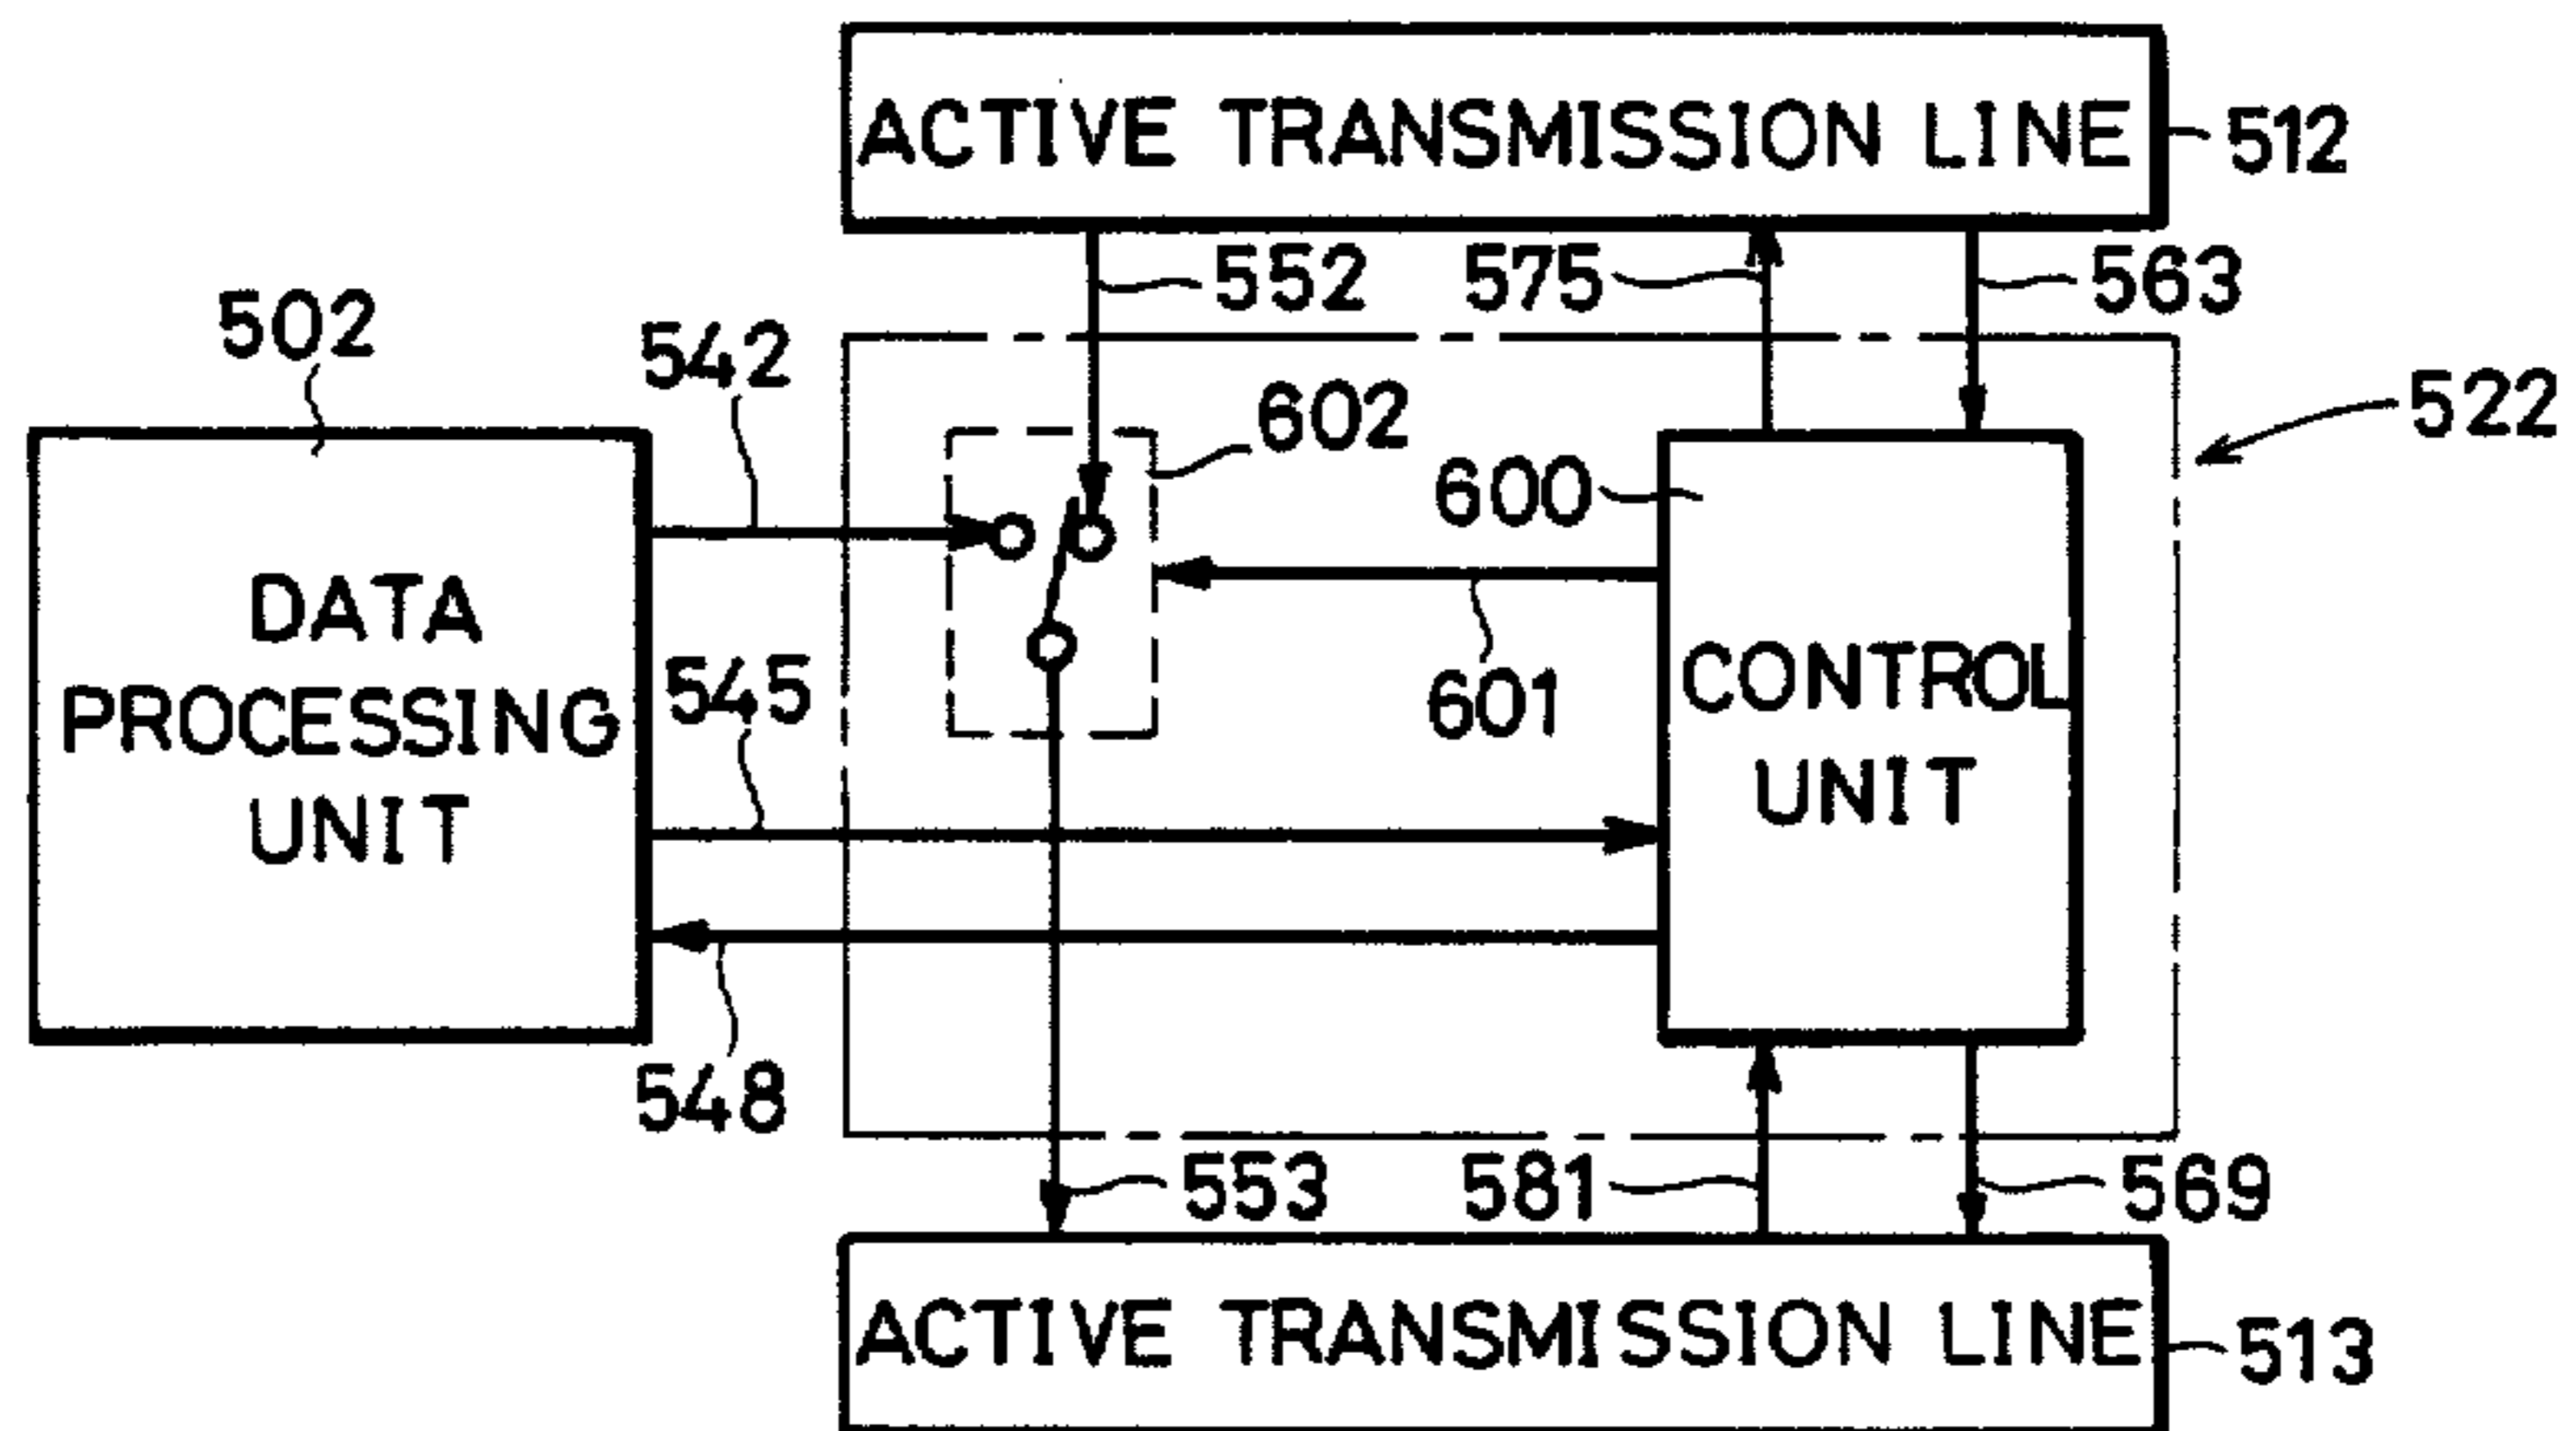 ACTIVE TRANSMISSION LINE
512
552
575
563
502
542
602
522
600
DATA
PROCESSING
UNIT
545
601
CONTROL
UNIT
548
553
581
569
ACTIVE TRANSMISSION LINE
513